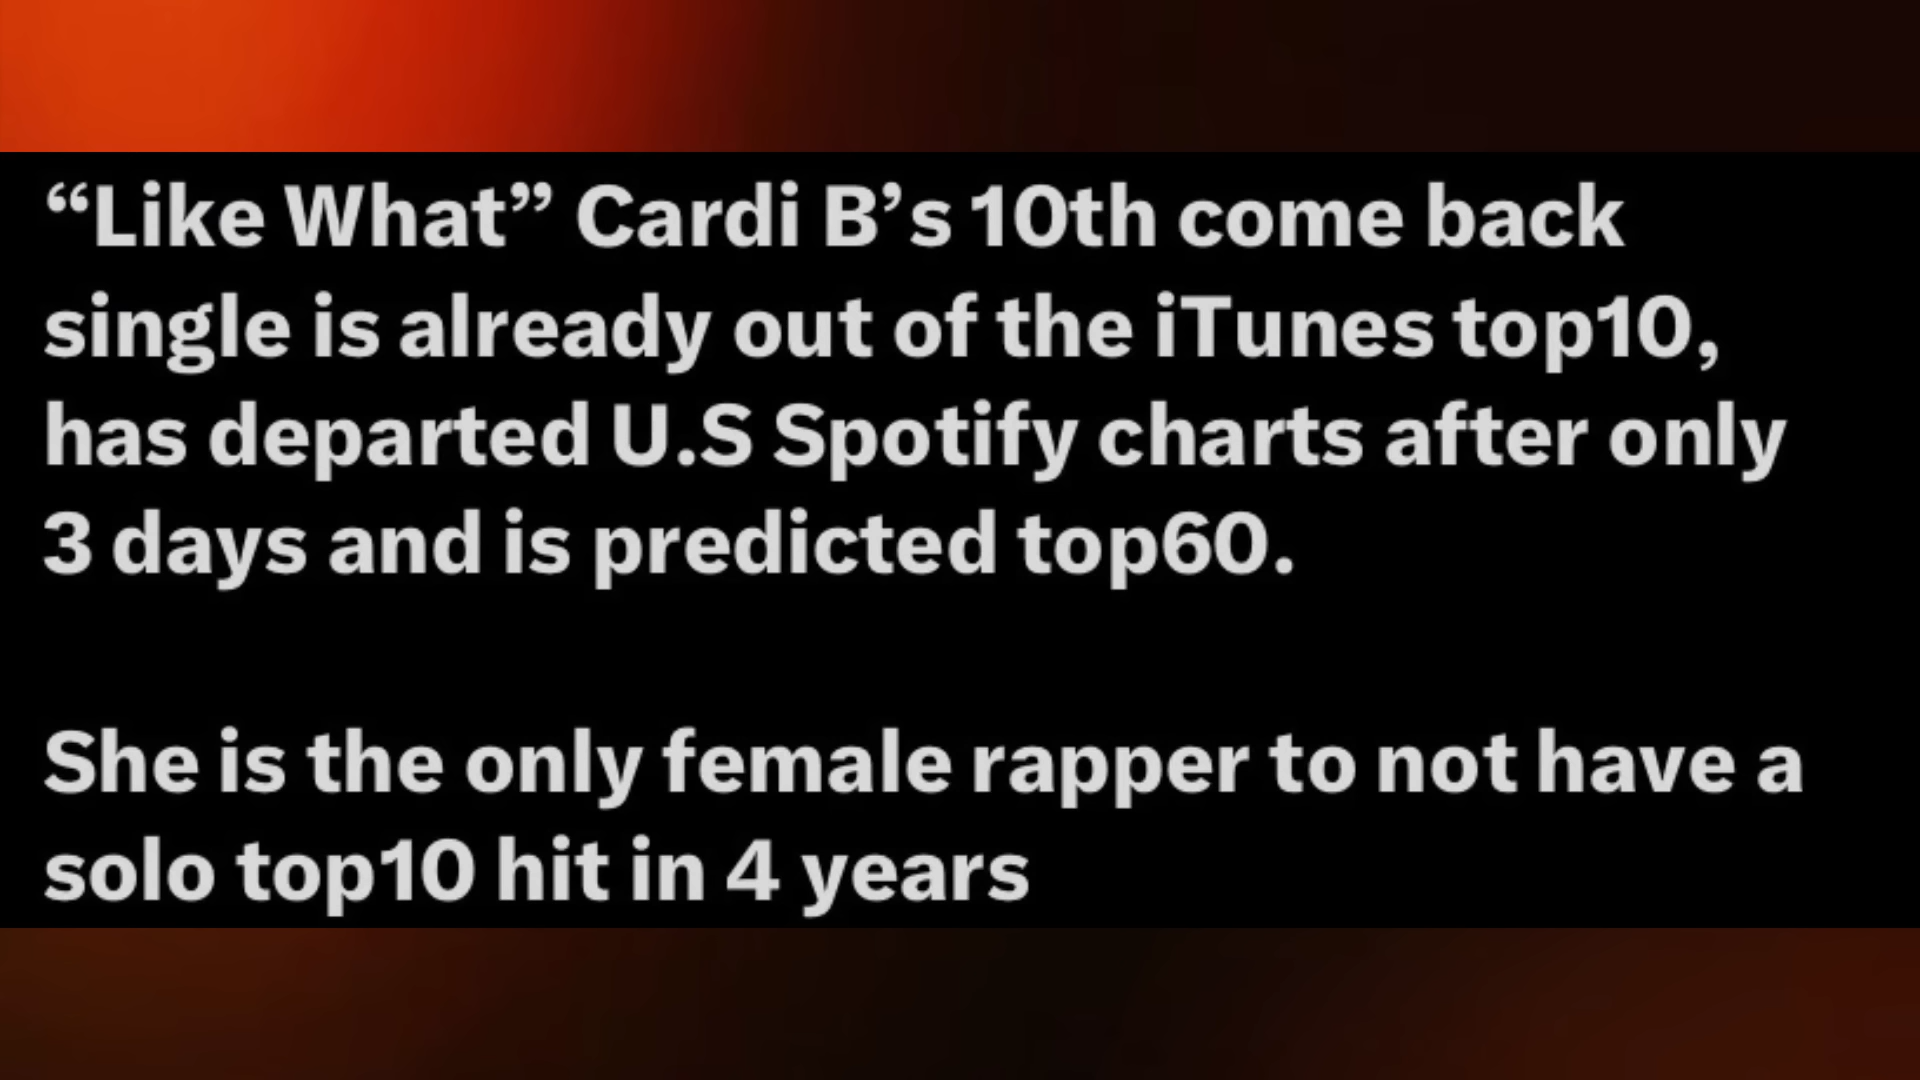 “Like What” Cardi B’s 10th come back
single is already out of the iTunes top10,
has departed U.S Spotify charts after only
3 days and is predicted top60.
She is the only female rapper to not have a
solo top10 hit in 4 years